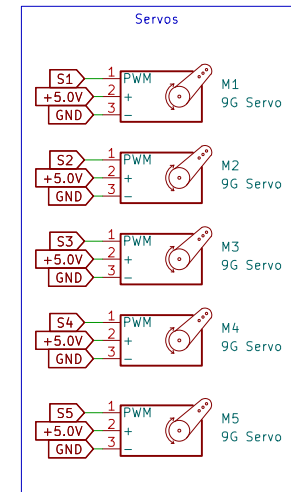 Servos
S1 1 PWM M1
+5.0V 2 + 9G Servo
GND 3 -
S2 1 PWM M2
+5.0V 2 + 9G Servo
GND 3 -
S3 1 PWM M3
+5.0V 2 + 9G Servo
GND 3 -
S4 1 PWM M4
+5.0V 2 + 9G Servo
GND 3 -
S5 1 PWM M5
+5.0V 2 + 9G Servo
GND 3 -